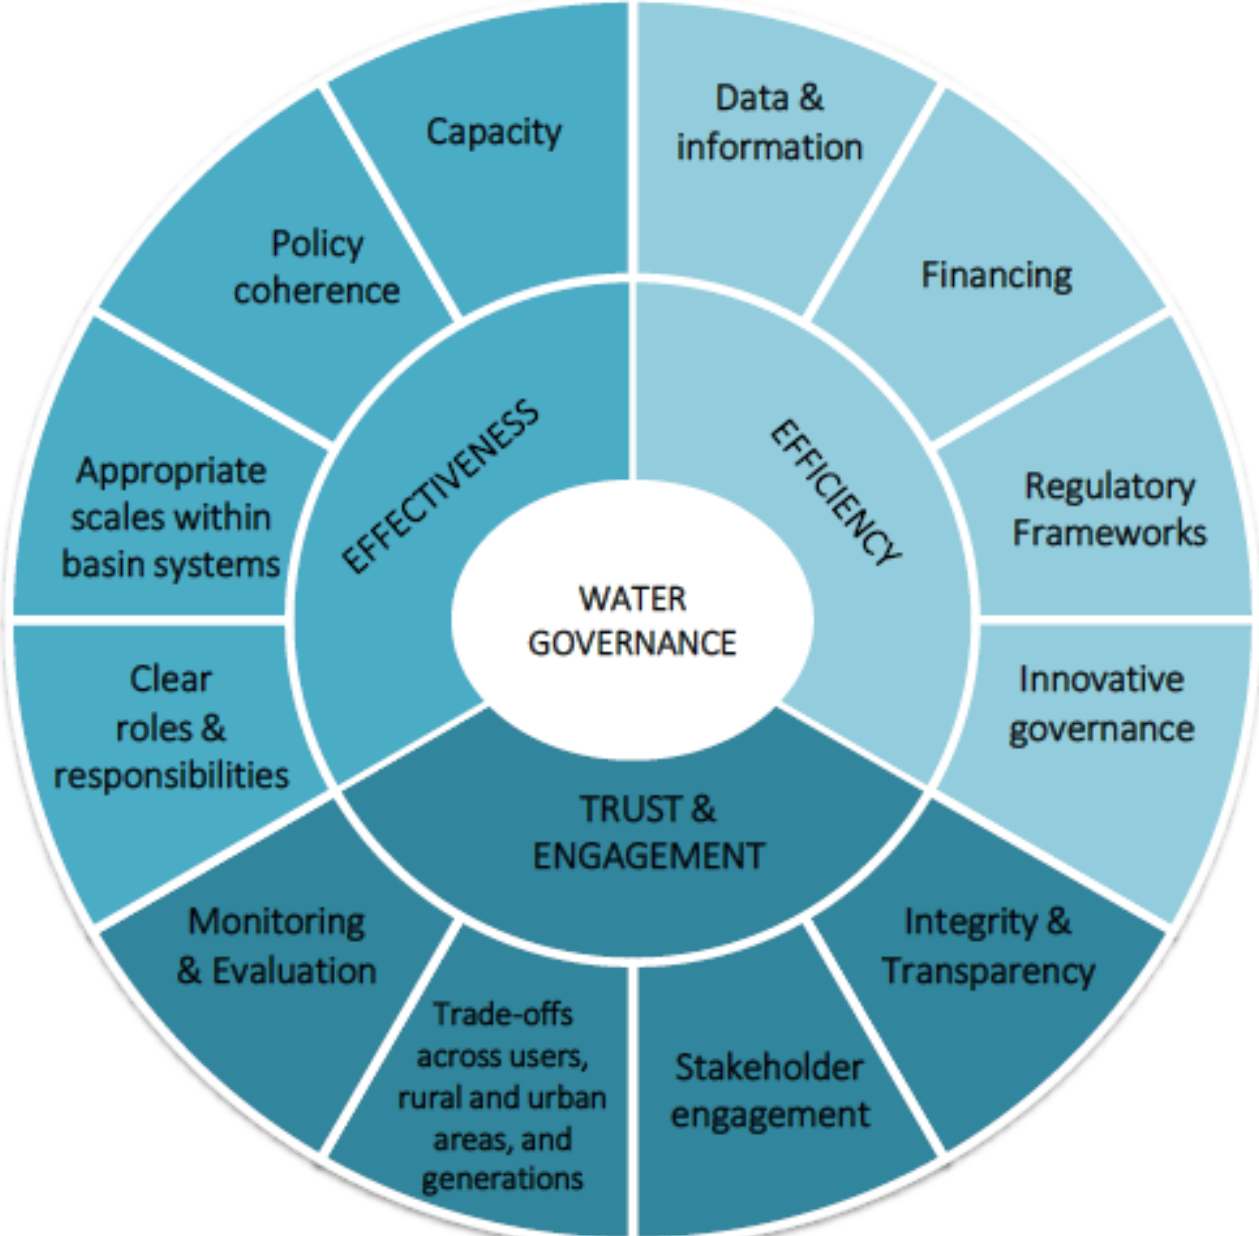 Capacity
Data &
information
Policy
coherence
Financing
Appropriate
scales within
basin systems
EFFECTIVENESS
EFFICIENCY
Regulatory
Frameworks
WATER
GOVERNANCE
Clear
roles &
responsibilities
Innovative
governance
TRUST &
ENGAGEMENT
Monitoring
& Evaluation
Trade-offs
across users,
rural and urban
areas, and
generations
Stakeholder
engagement
Integrity &
Transparency